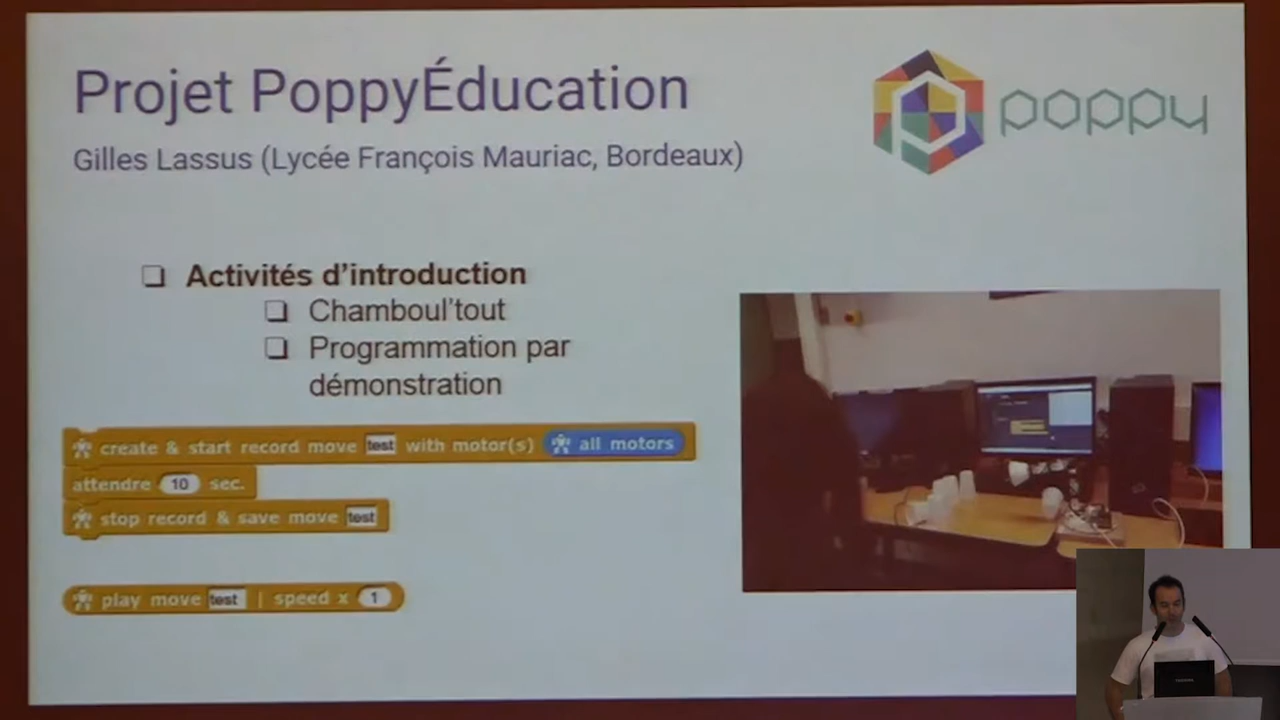 Projet PoppyÉducation
poppy
Gilles Lassus (Lycée François Mauriac, Bordeaux)
❏ Activités d'introduction
❏ Chamboul'tout
❏ Programmation par
démonstration
create & start record move test with motor(s) all motors
attendre 10 sec.
stop record & save move test
play move test | speed x 1